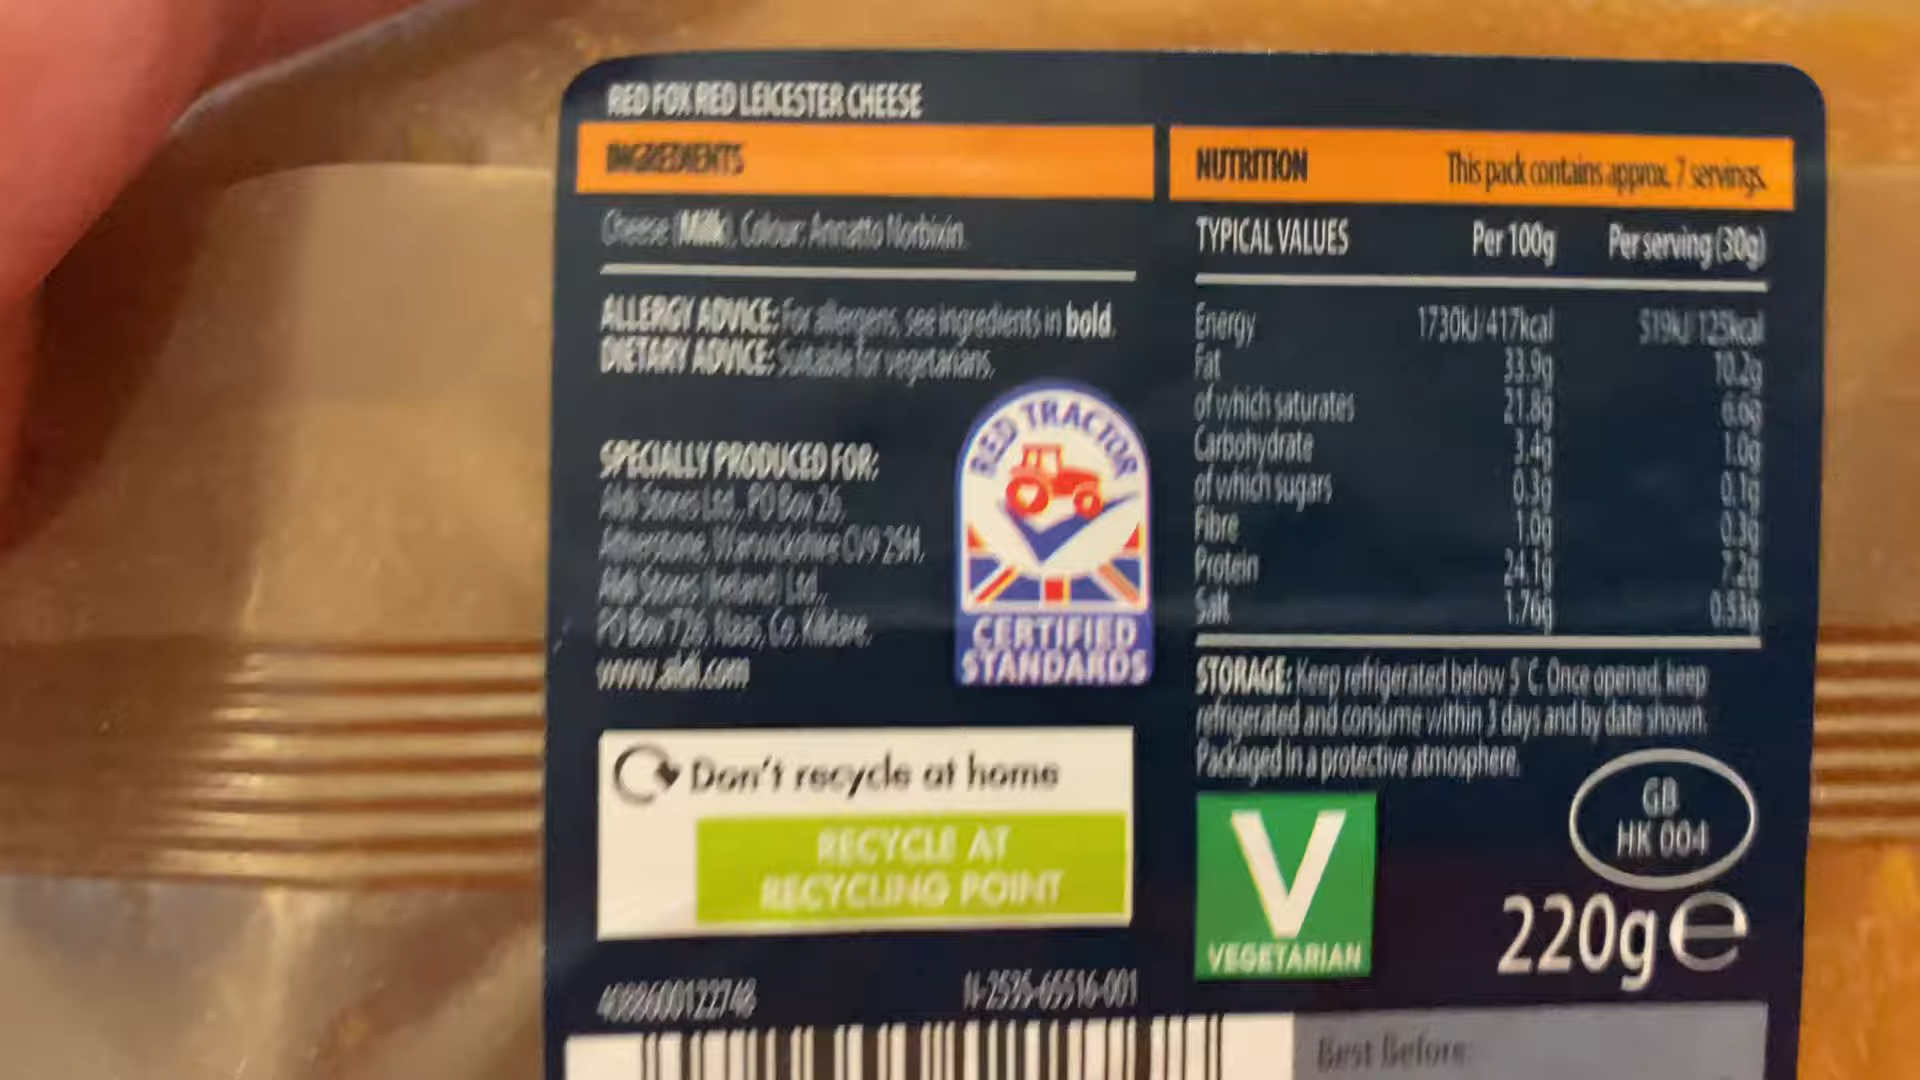 RED FOX RED LEICESTER CHEESE
INGREDIENTS
Cheese (Milk), Colour: Annatto Norbixin.
ALLERGY ADVICE: For allergens, see ingredients in bold.
DIETARY ADVICE: Suitable for vegetarians.
SPECIALLY PRODUCED FOR:
Aldi Stores Ltd., PO Box 26,
Atherstone, Warwickshire CV9 2SH.
Aldi Stores (Ireland) Ltd.,
PO Box 726, Naas, Co. Kildare.
www.aldi.com
RED TRACTOR
CERTIFIED
STANDARDS
Don't recycle at home
RECYCLE AT
RECYCLING POINT
4088600122748
N-2535-65516-001
NUTRITION This pack contains approx. 7 servings.
TYPICAL VALUES Per 100g Per serving (30g)
Energy 1730kJ/417kcal 519kJ/125kcal
Fat 33.9g 10.2g
of which saturates 21.8g 6.6g
Carbohydrate 3.4g 1.0g
of which sugars 0.3g 0.1g
Fibre 1.0g 0.3g
Protein 24.1g 7.2g
Salt 1.76g 0.53g
STORAGE: Keep refrigerated below 5°C. Once opened, keep
refrigerated and consume within 3 days and by date shown.
Packaged in a protective atmosphere.
GB
HK 004
V
VEGETARIAN
220g e
Best Before: